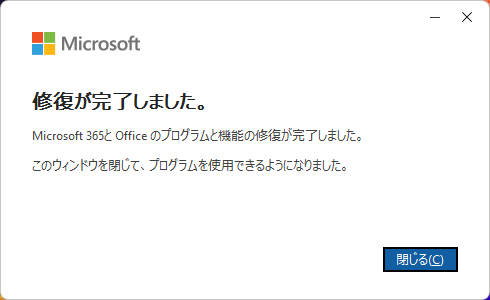 Microsoft
修復が完了しました。
Microsoft 365と Office のプログラムと機能の修復が完了しました。
このウィンドウを閉じて、プログラムを使用できるようになりました。
閉じる(C)